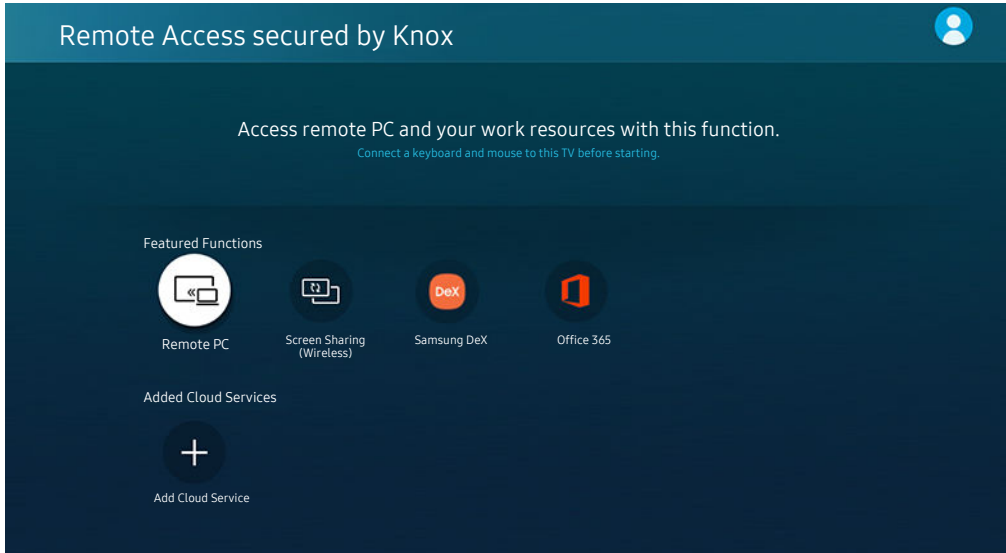 Remote Access secured by Knox
Access remote PC and your work resources with this function.
Connect a keyboard and mouse to this TV before starting.
Featured Functions
Remote PC
Screen Sharing
(Wireless)
DeX
Samsung DeX
Office 365
Added Cloud Services
Add Cloud Service